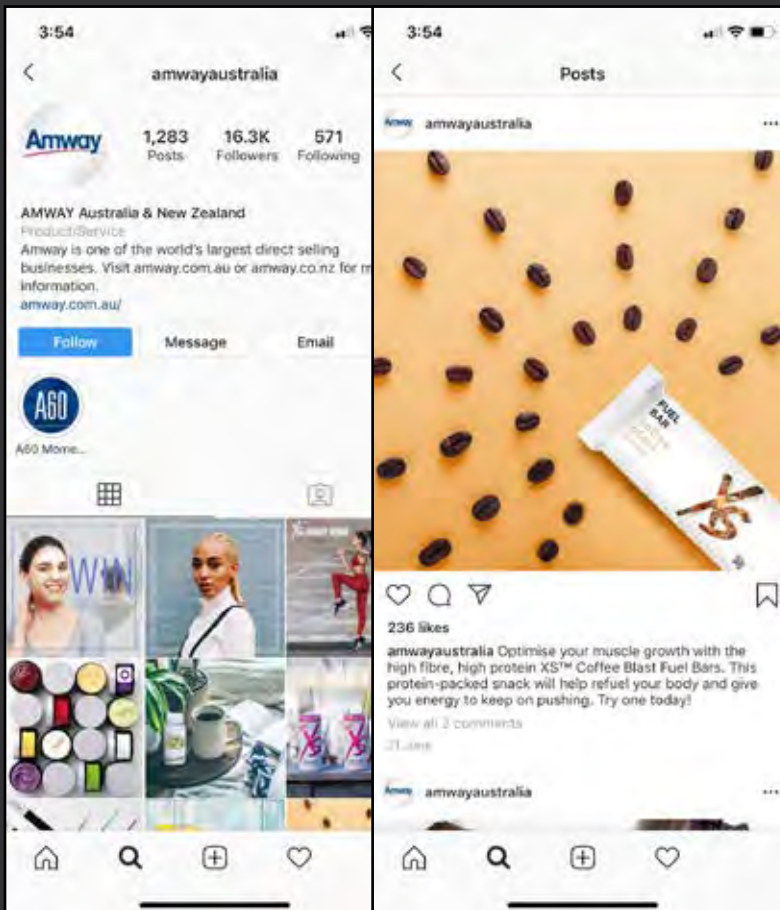 3:54
amwayaustralia
Amway
1,283
Posts
16.3K
Followers
571
Following
AMWAY Australia & New Zealand
Product/Service
Amway is one of the world's largest direct selling
businesses. Visit amway.com.au or amway.co.nz for m
information.
amway.com.au/
Follow
Message
Email
A60
A60 Mome...
WIN
XS
XS
3:54
Posts
Amway
amwayaustralia
FUEL
BAR
XS
236 likes
amwayaustralia Optimise your muscle growth with the
high fibre, high protein XS™ Coffee Blast Fuel Bars. This
protein-packed snack will help refuel your body and give
you energy to keep on pushing. Try one today!
View all 2 comments
21 June
Amway
amwayaustralia